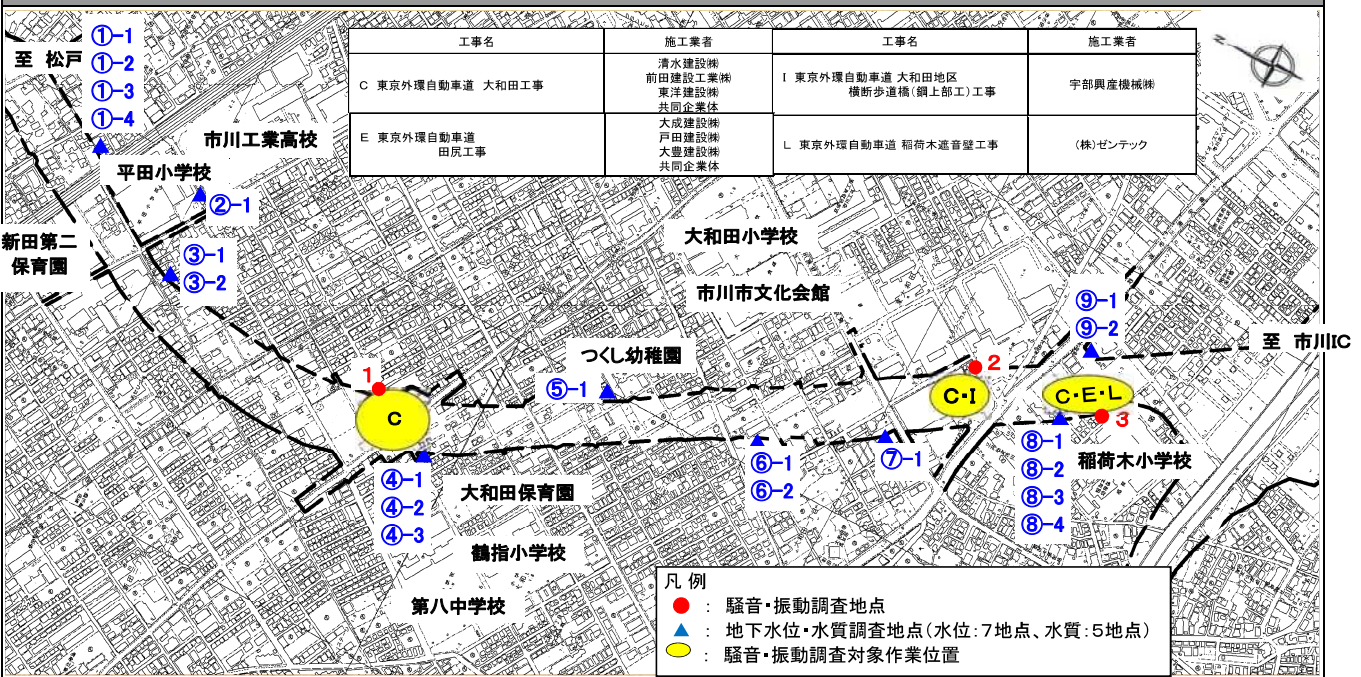 工事名
施工業者
工事名
施工業者
C 東京外環自動車道 大和田工事
清水建設㈱
前田建設工業㈱
東洋建設㈱
共同企業体
I 東京外環自動車道 大和田地区
横断歩道橋(鋼上部工)工事
宇部興産機械㈱
E 東京外環自動車道
田尻工事
大成建設㈱
戸田建設㈱
大豊建設㈱
共同企業体
L 東京外環自動車道 稲荷木遮音壁工事
(株)ゼンテック
N
至 松戸
①-1
①-2
①-3
①-4
市川工業高校
平田小学校
②-1
新田第二
保育園
③-1
③-2
大和田小学校
市川市文化会館
⑨-1
⑨-2
至 市川IC
つくし幼稚園
⑤-1
1
C
2
C・I
C・E・L
3
④-1
④-2
④-3
大和田保育園
⑥-1
⑥-2
⑦-1
⑧-1
⑧-2
⑧-3
⑧-4
稲荷木小学校
鶴指小学校
第八中学校
凡 例
: 騒音・振動調査地点
: 地下水位・水質調査地点(水位:7地点、水質:5地点)
: 騒音・振動調査対象作業位置